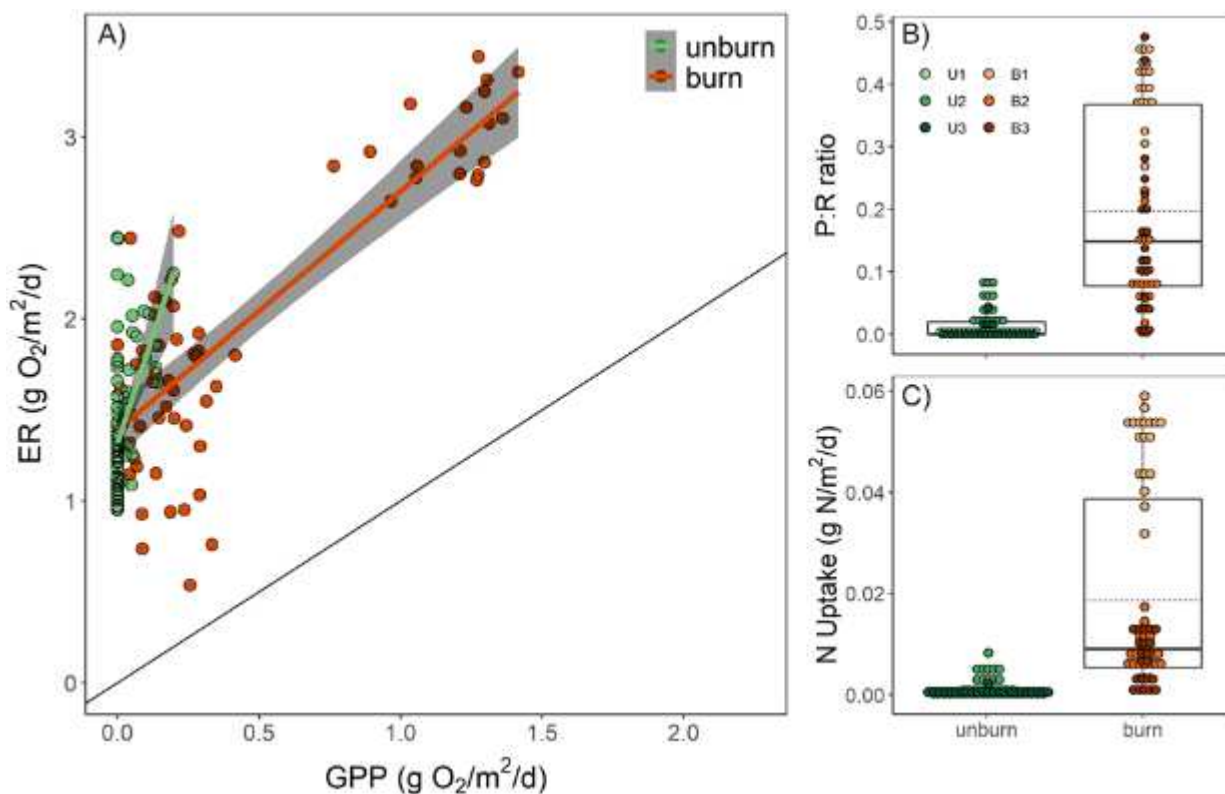 A)
unburn
burn
3
2
1
0
ER (g O₂/m²/d)
0.0 0.5 1.0 1.5 2.0
GPP (g O₂/m²/d)
B)
U1 B1
U2 B2
U3 B3
0.5
0.4
0.3
0.2
0.1
0.0
P:R ratio
C)
0.06
0.04
0.02
0.00
N Uptake (g N/m²/d)
unburn burn